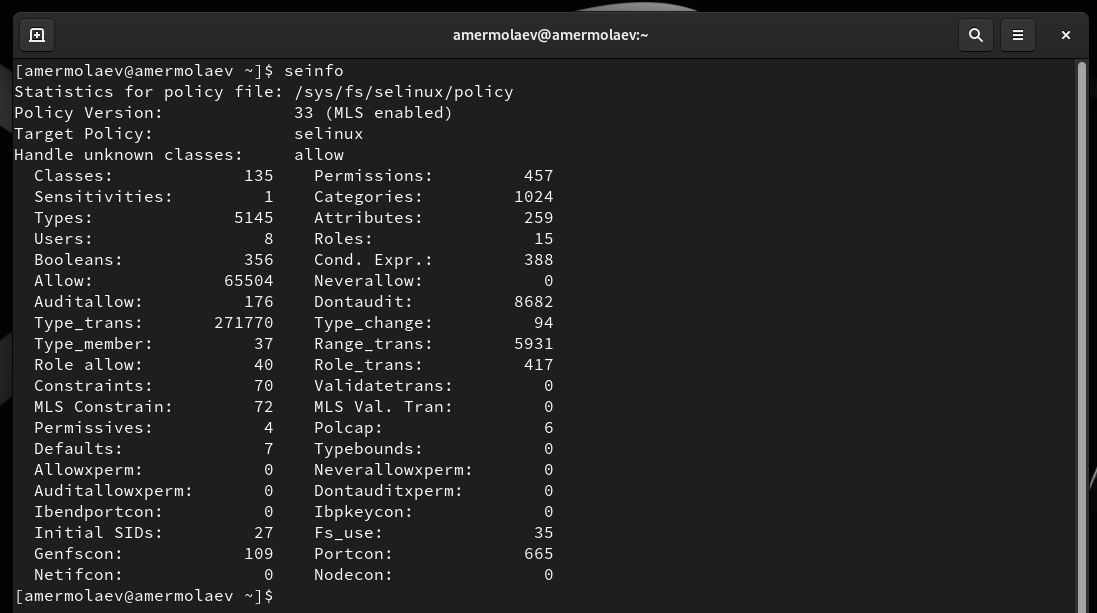 amermolaev@amermolaev:~
[amermolaev@amermolaev ~]$ seinfo
Statistics for policy file: /sys/fs/selinux/policy
Policy Version:             33 (MLS enabled)
Target Policy:              selinux
Handle unknown classes:     allow
  Classes:             135    Permissions:         457
  Sensitivities:         1    Categories:         1024
  Types:              5145    Attributes:          259
  Users:                 8    Roles:                15
  Booleans:            356    Cond. Expr.:         388
  Allow:             65504    Neverallow:            0
  Auditallow:          176    Dontaudit:          8682
  Type_trans:       271770    Type_change:          94
  Type_member:          37    Range_trans:        5931
  Role allow:           40    Role_trans:          417
  Constraints:          70    Validatetrans:         0
  MLS Constrain:        72    MLS Val. Tran:         0
  Permissives:           4    Polcap:                6
  Defaults:              7    Typebounds:            0
  Allowxperm:            0    Neverallowxperm:       0
  Auditallowxperm:       0    Dontauditxperm:        0
  Ibendportcon:          0    Ibpkeycon:             0
  Initial SIDs:         27    Fs_use:               35
  Genfscon:            109    Portcon:             665
  Netifcon:              0    Nodecon:               0
[amermolaev@amermolaev ~]$